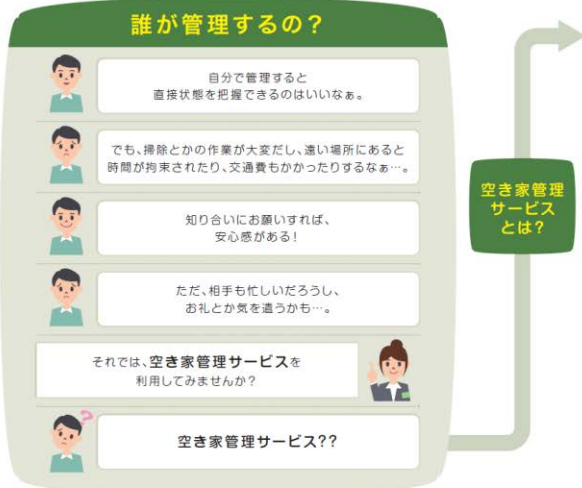 誰が管理するの？
自分で管理すると
直接状態を把握できるのはいいなぁ。
でも、掃除とかの作業が大変だし、遠い場所にあると
時間が拘束されたり、交通費もかかったりするなぁ…。
知り合いにお願いすれば、
安心感がある！
ただ、相手も忙しいだろうし、
お礼とか気を遣うかも…。
それでは、空き家管理サービスを
利用してみませんか？
?
空き家管理サービス??
空き家管理
サービス
とは？